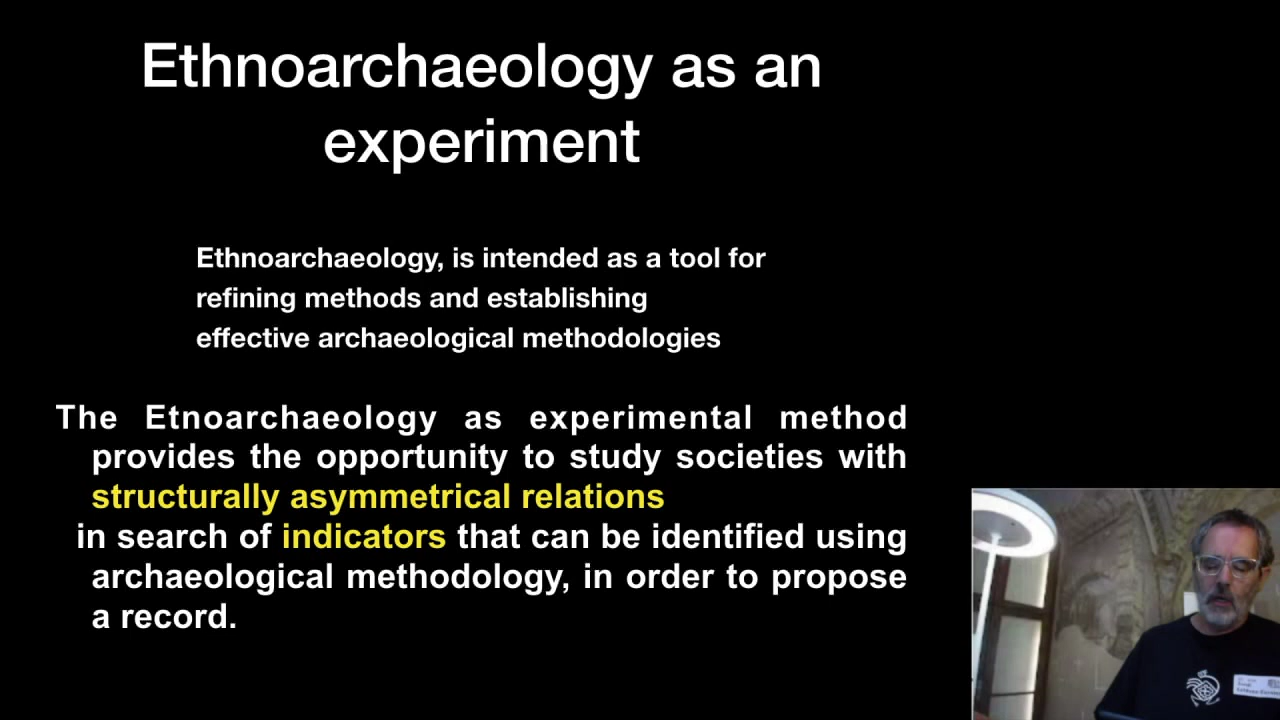 Ethnoarchaeology as an
experiment
Ethnoarchaeology, is intended as a tool for
refining methods and establishing
effective archaeological methodologies
The Etnoarchaeology as experimental method
provides the opportunity to study societies with
structurally asymmetrical relations
in search of indicators that can be identified using
archaeological methodology, in order to propose
a record.